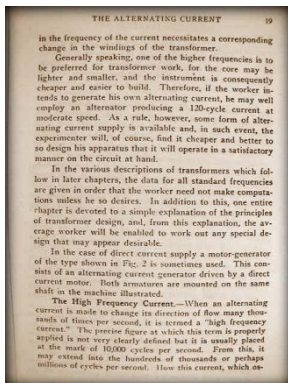 THE ALTERNATING CURRENT 19
in the frequency of the current necessitates a corresponding
change in the windings of the transformer.
Generally speaking, one of the higher frequencies is to
be preferred for transformer work, for the core may be
lighter and smaller, and the instrument is consequently
cheaper and easier to build. Therefore, if the worker in-
tends to generate his own alternating current, he may well
employ an alternator producing a 120-cycle current at
moderate speed. As a rule, however, some form of alter-
nating current supply is available and, in such event, the
experimenter will, of course, find it cheaper and better to
so design his apparatus that it will operate in a satisfactory
manner on the circuit at hand.
In the various descriptions of transformers which fol-
low in later chapters, the data for all standard frequencies
are given in order that the worker need not make computa-
tions unless he so desires. In addition to this, one entire
chapter is devoted to a simple explanation of the principles
of transformer design, and, from this explanation, the av-
erage worker will be enabled to work out any special de-
sign that may appear desirable.
In the case of direct current supply a motor-generator
of the type shown in Fig. 2 is sometimes used. This con-
sists of an alternating current generator driven by a direct
current motor. Both armatures are mounted on the same
shaft in the machine illustrated.
The High Frequency Current.—When an alternating
current is made to change its direction of flow many thou-
sands of times per second, it is termed a "high frequency
current." The precise figure at which this term is properly
applied is not very clearly defined but it is usually placed
at the mark of 10,000 cycles per second. From this, it
may extend into the hundreds of thousands or perhaps
millions of cycles per second. How this current, which os-